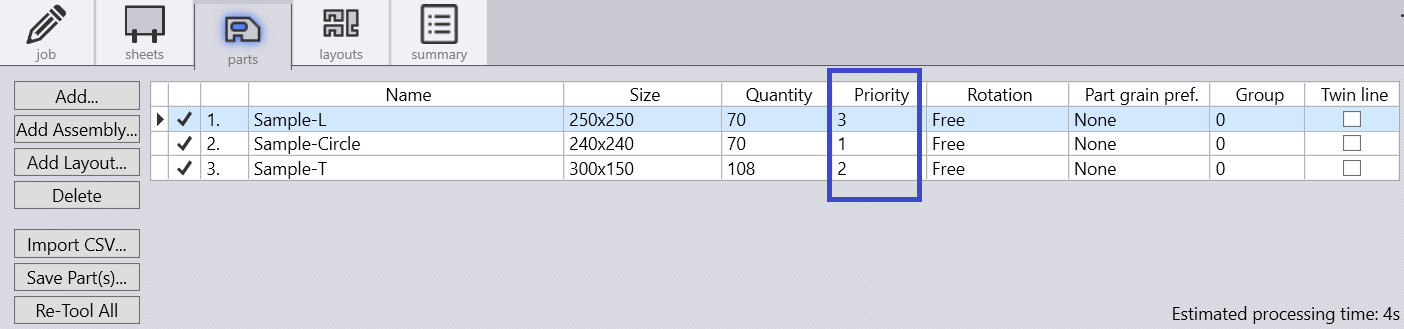 job sheets parts layouts summary
Add...
Add Assembly...
Add Layout...
Delete
Import CSV...
Save Part(s)...
Re-Tool All
Name Size Quantity Priority Rotation Part grain pref. Group Twin line
1. Sample-L 250x250 70 3 Free None 0
2. Sample-Circle 240x240 70 1 Free None 0
3. Sample-T 300x150 108 2 Free None 0
Estimated processing time: 4s